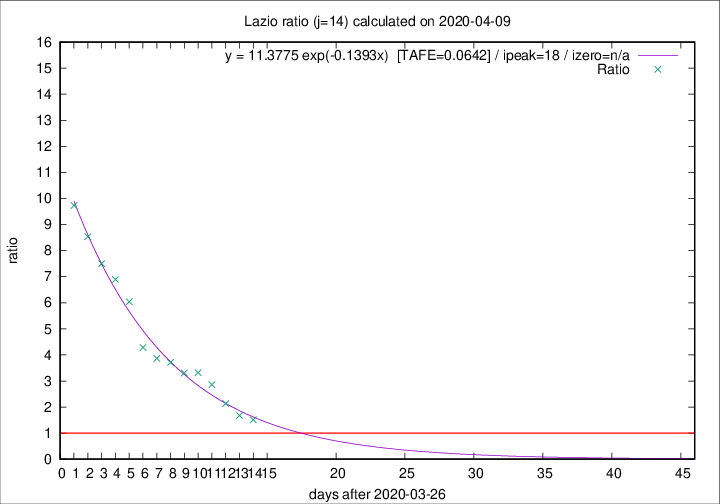 Lazio ratio (j=14) calculated on 2020-04-09
y = 11.3775 exp(-0.1393x)  [TAFE=0.0642] / ipeak=18 / izero=n/a
Ratio
16
15
14
13
12
11
10
9
8
7
6
5
4
3
2
1
0
ratio
0 1 2 3 4 5 6 7 8 9 10 11 12 13 14 15 20 25 30 35 40 45
days after 2020-03-26